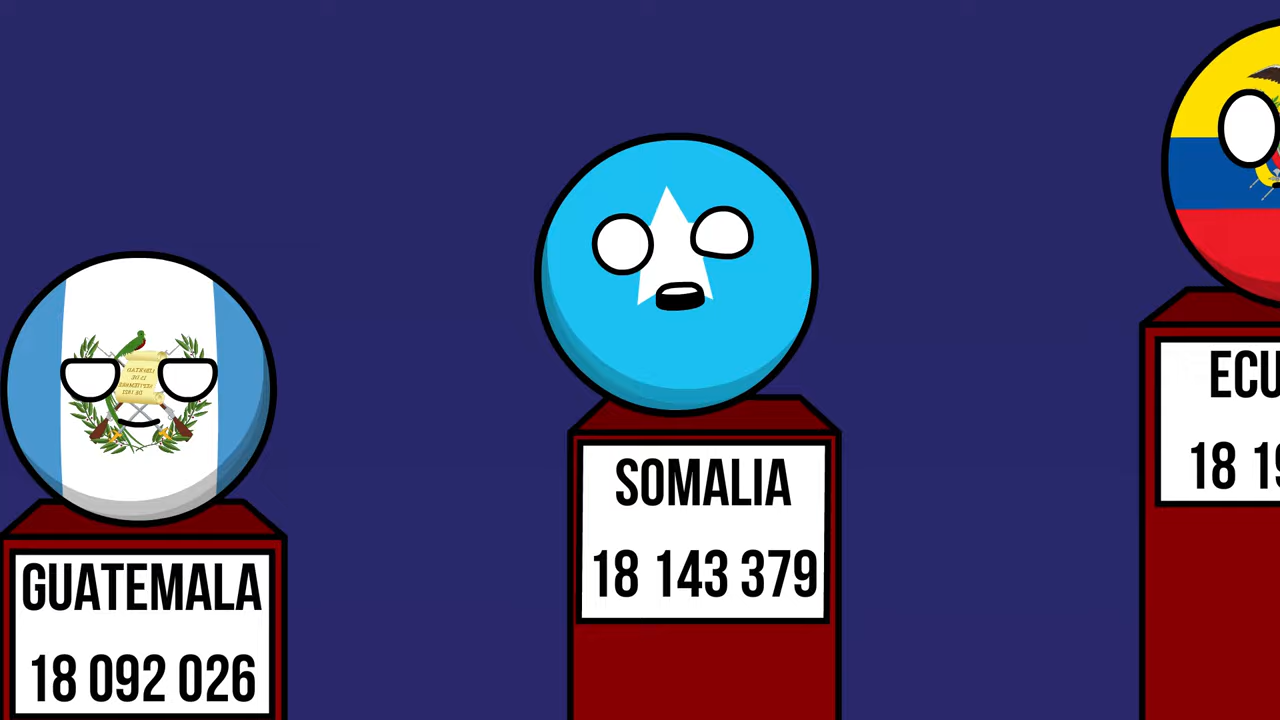 GUATEMALA
18 092 026
SOMALIA
18 143 379
ECU
18 19